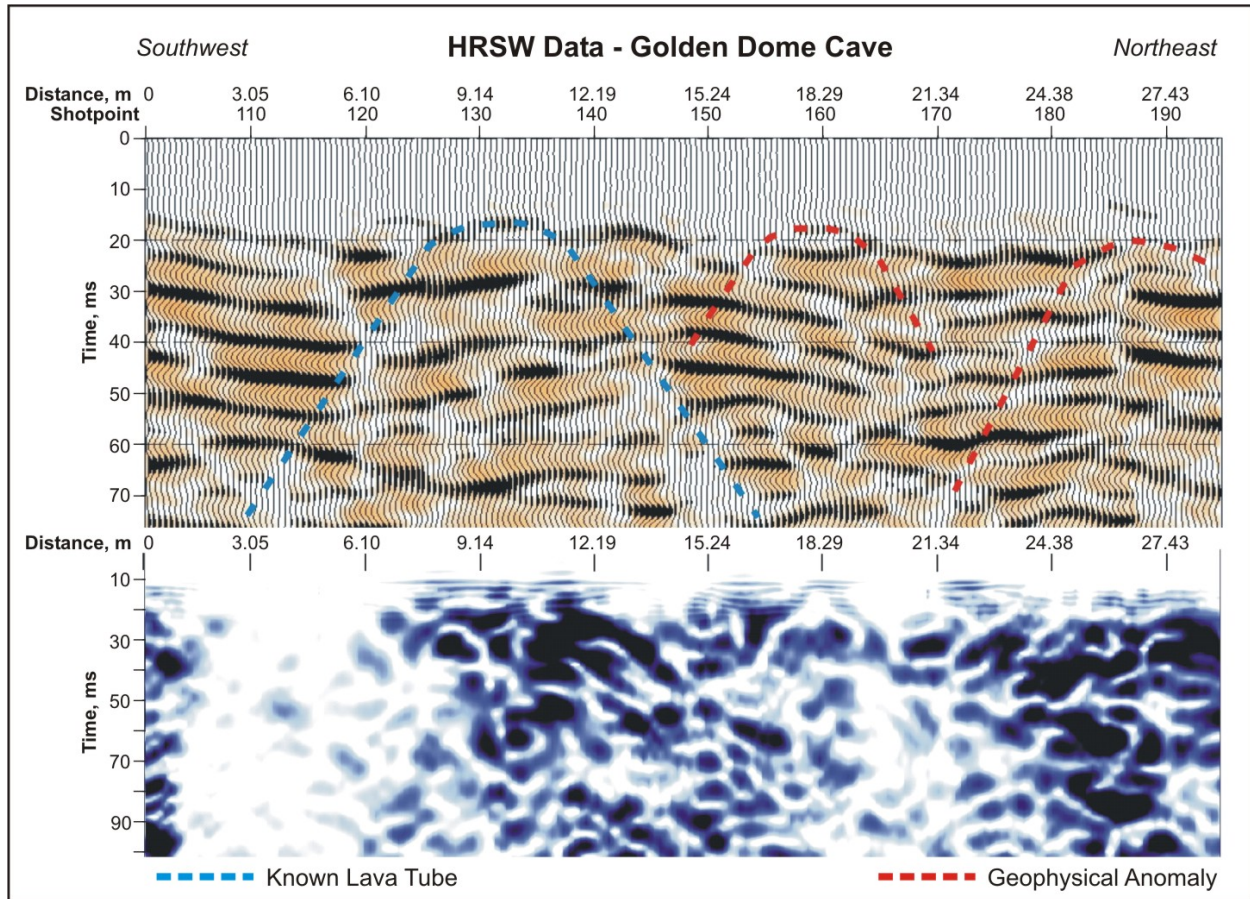 Southwest HRSW Data - Golden Dome Cave Northeast
Distance, m 0 3.05 6.10 9.14 12.19 15.24 18.29 21.34 24.38 27.43
Shotpoint 110 120 130 140 150 160 170 180 190
0
10
20
30
40
50
60
70
Time, ms
Distance, m 0 3.05 6.10 9.14 12.19 15.24 18.29 21.34 24.38 27.43
10
30
50
70
90
Time, ms
Known Lava Tube Geophysical Anomaly